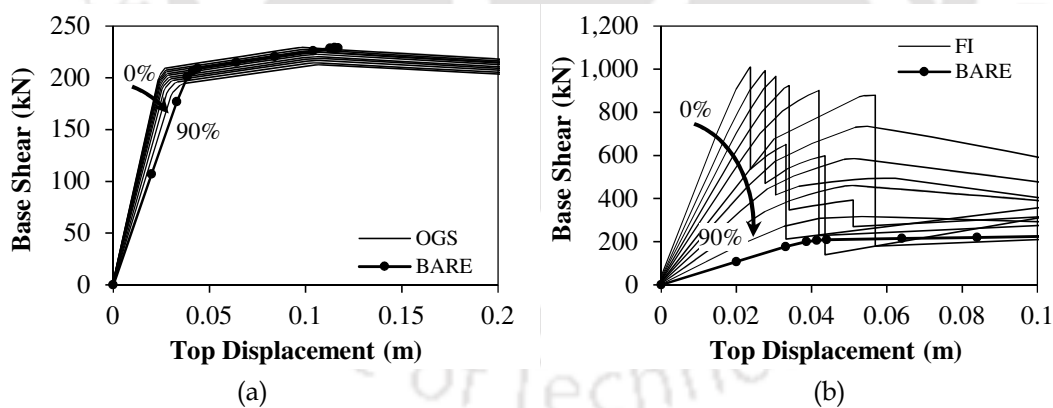 250
200
150
100
50
0
Base Shear (kN)
0%
90%
OGS
BARE
0 0.05 0.1 0.15 0.2
Top Displacement (m)
(a)
1,200
1,000
800
600
400
200
0
Base Shear (kN)
FI
BARE
0%
90%
0 0.02 0.04 0.06 0.08 0.1
Top Displacement (m)
(b)
of Techn